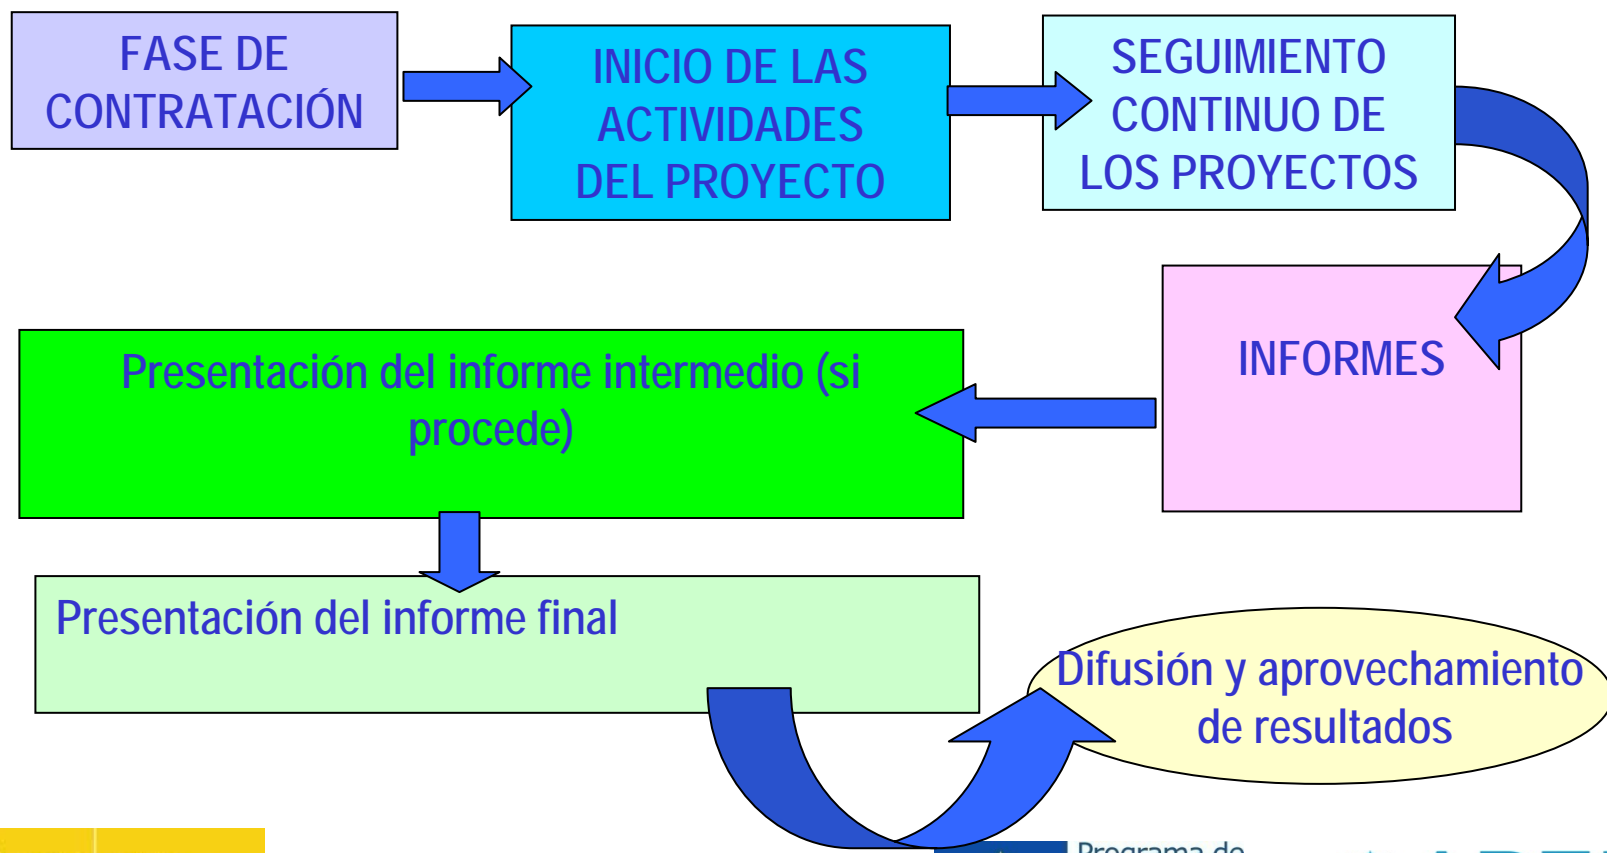 FASE DE
CONTRATACIÓN
INICIO DE LAS
ACTIVIDADES
DEL PROYECTO
SEGUIMIENTO
CONTINUO DE
LOS PROYECTOS
INFORMES
Presentación del informe intermedio (si
procede)
Presentación del informe final
Difusión y aprovechamiento
de resultados
Programa de